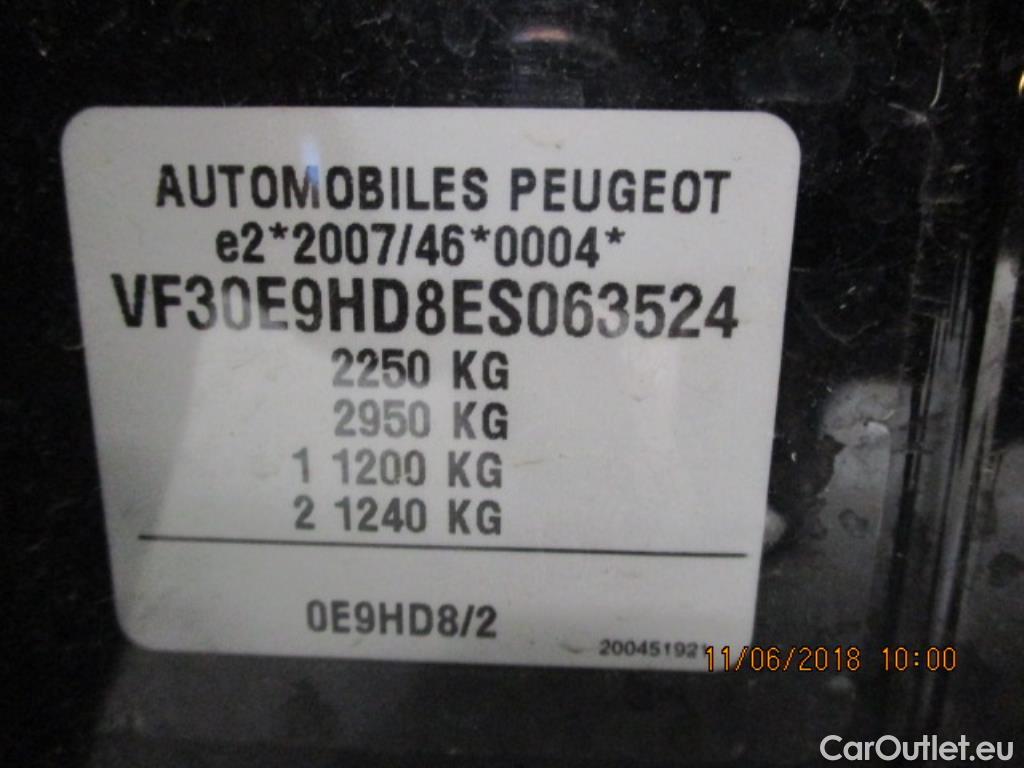 AUTOMOBILES PEUGEOT
e2*2007/46*0004*
VF30E9HD8ES063524
2250 KG
2950 KG
1 1200 KG
2 1240 KG
0E9HD8/2
11/06/2018 10:00
CarOutlet.eu